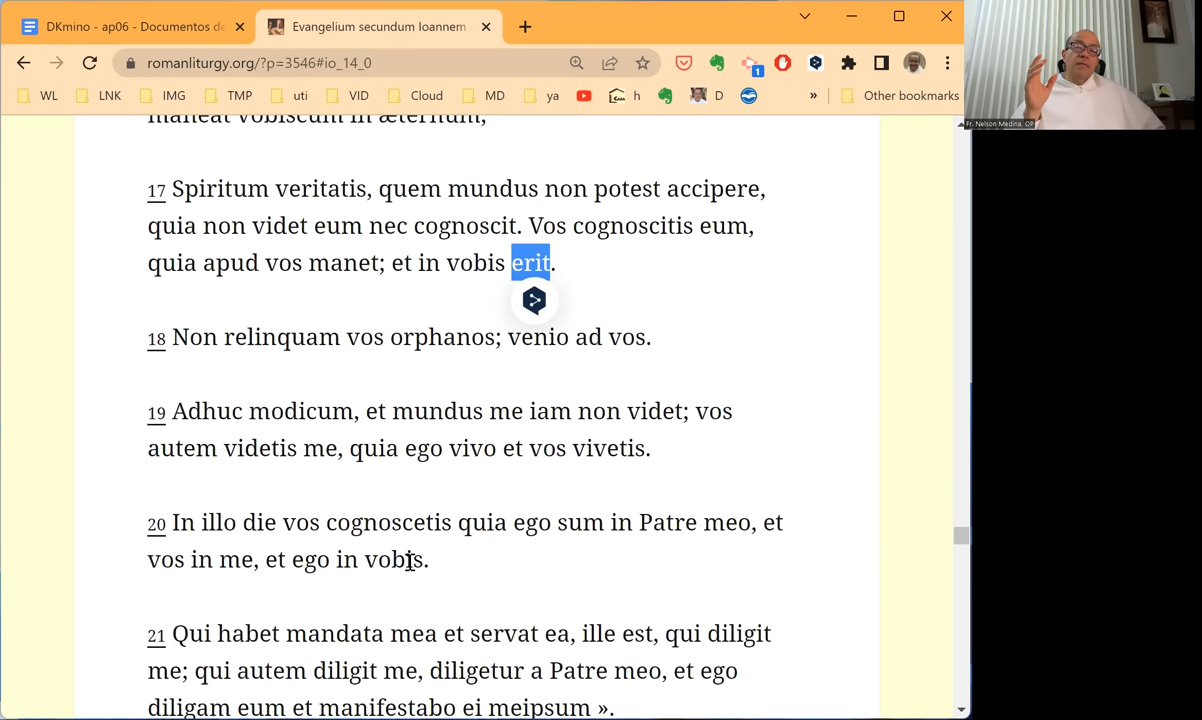 DKmino - ap06 - Documentos de
Evangelium secundum Ioannem
romanliturgy.org/?p=3546#io_14_0
1
WL LNK IMG TMP uti VID Cloud MD ya h D » Other bookmarks
Fr. Nelson Medina, OP
maneat vobiscum in æternum,
17 Spiritum veritatis, quem mundus non potest accipere,
quia non videt eum nec cognoscit. Vos cognoscitis eum,
quia apud vos manet; et in vobis erit.
18 Non relinquam vos orphanos; venio ad vos.
19 Adhuc modicum, et mundus me iam non videt; vos
autem videtis me, quia ego vivo et vos vivetis.
20 In illo die vos cognoscetis quia ego sum in Patre meo, et
vos in me, et ego in vobis.
21 Qui habet mandata mea et servat ea, ille est, qui diligit
me; qui autem diligit me, diligetur a Patre meo, et ego
diligam eum et manifestabo ei meipsum ».